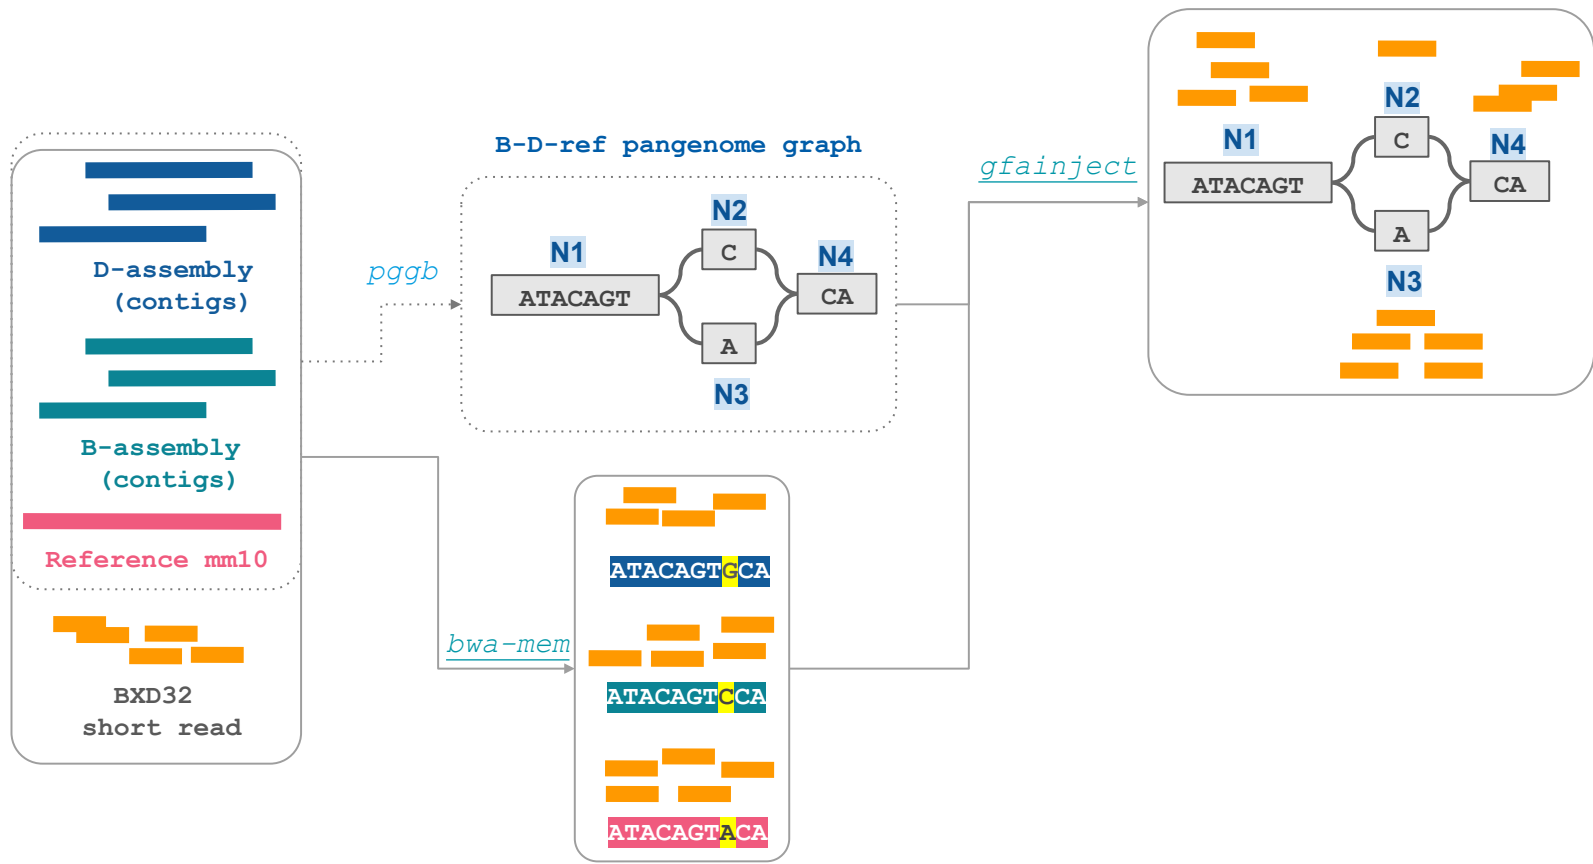 D-assembly
(contigs)
B-assembly
(contigs)
Reference mm10
BXD32
short read
pggb
bwa-mem
B-D-ref pangenome graph
N1
ATACAGT
N2
C
A
N3
N4
CA
ATACAGTGCA
ATACAGTCCA
ATACAGTACA
gfainject
N1
ATACAGT
N2
C
A
N3
N4
CA